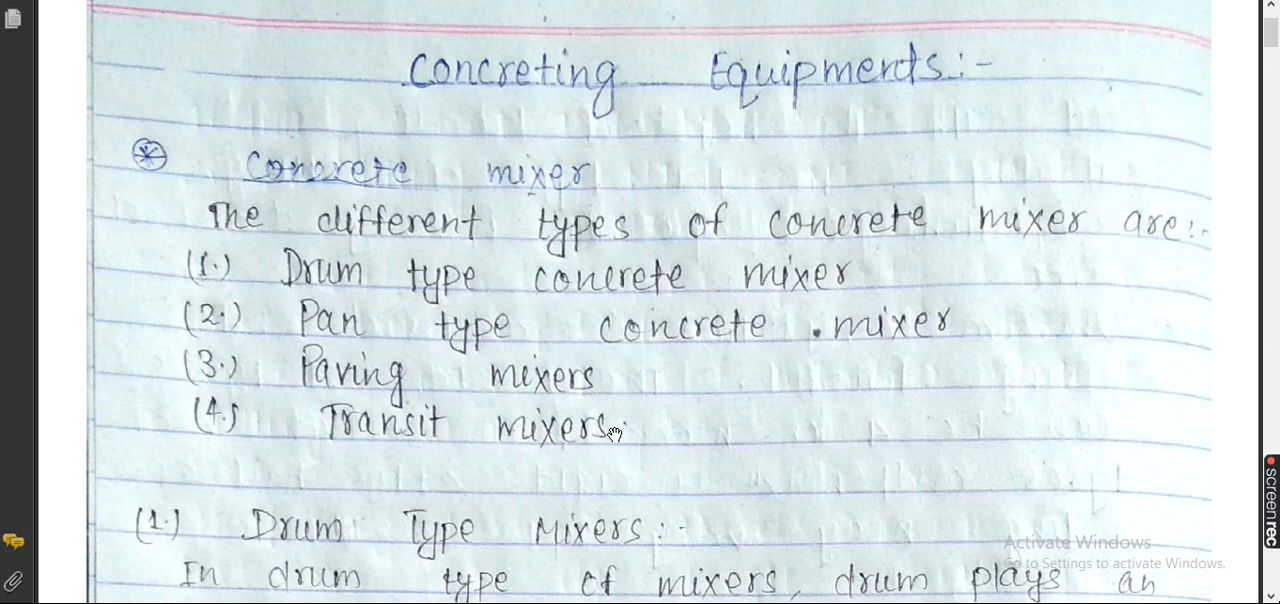 Concreting Equipments:-
Concrete mixer
The different types of concrete mixer are:-
(1.) Drum type concrete mixer
(2.) Pan type concrete mixer
(3.) Paving mixers
(4.) Transit mixers.
(1.) Drum Type Mixers:-
In drum type of mixers, drum plays an
Activate Windows
Go to Settings to activate Windows.
screenrec